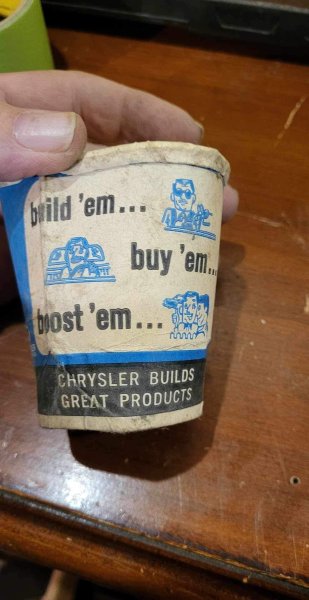 build 'em...
buy 'em...
boost 'em...
CHRYSLER BUILDS
GREAT PRODUCTS